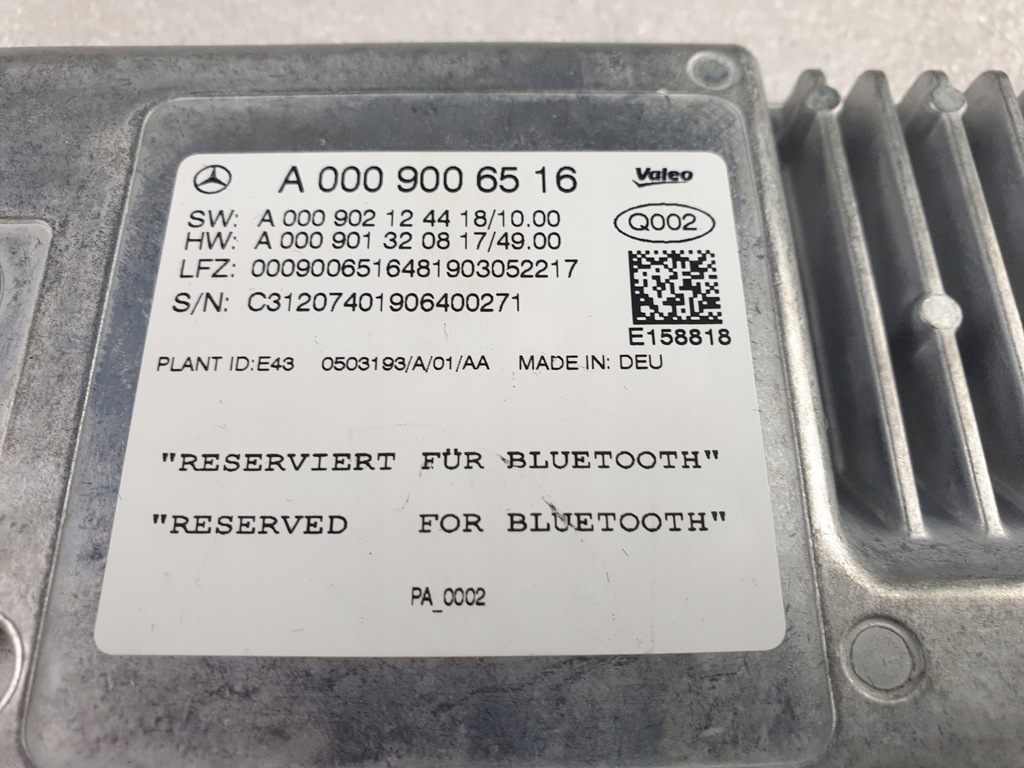 A 000 900 65 16
Valeo
SW: A 000 902 12 44 18/10.00
HW: A 000 901 32 08 17/49.00
Q002
LFZ: 0009006516481903052217
S/N: C31207401906400271
E158818
PLANT ID:E43 0503193/A/01/AA MADE IN: DEU
"RESERVIERT FÜR BLUETOOTH"
"RESERVED FOR BLUETOOTH"
PA_0002